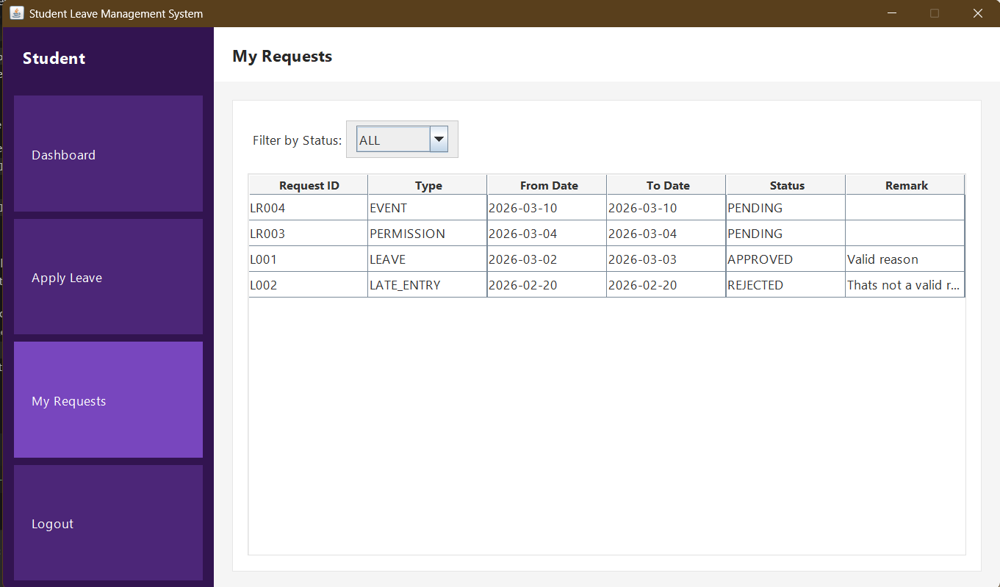 Student Leave Management System
Student
My Requests
Dashboard
Apply Leave
My Requests
Logout
Filter by Status: ALL
Request ID Type From Date To Date Status Remark
LR004 EVENT 2026-03-10 2026-03-10 PENDING
LR003 PERMISSION 2026-03-04 2026-03-04 PENDING
L001 LEAVE 2026-03-02 2026-03-03 APPROVED Valid reason
L002 LATE_ENTRY 2026-02-20 2026-02-20 REJECTED Thats not a valid r...